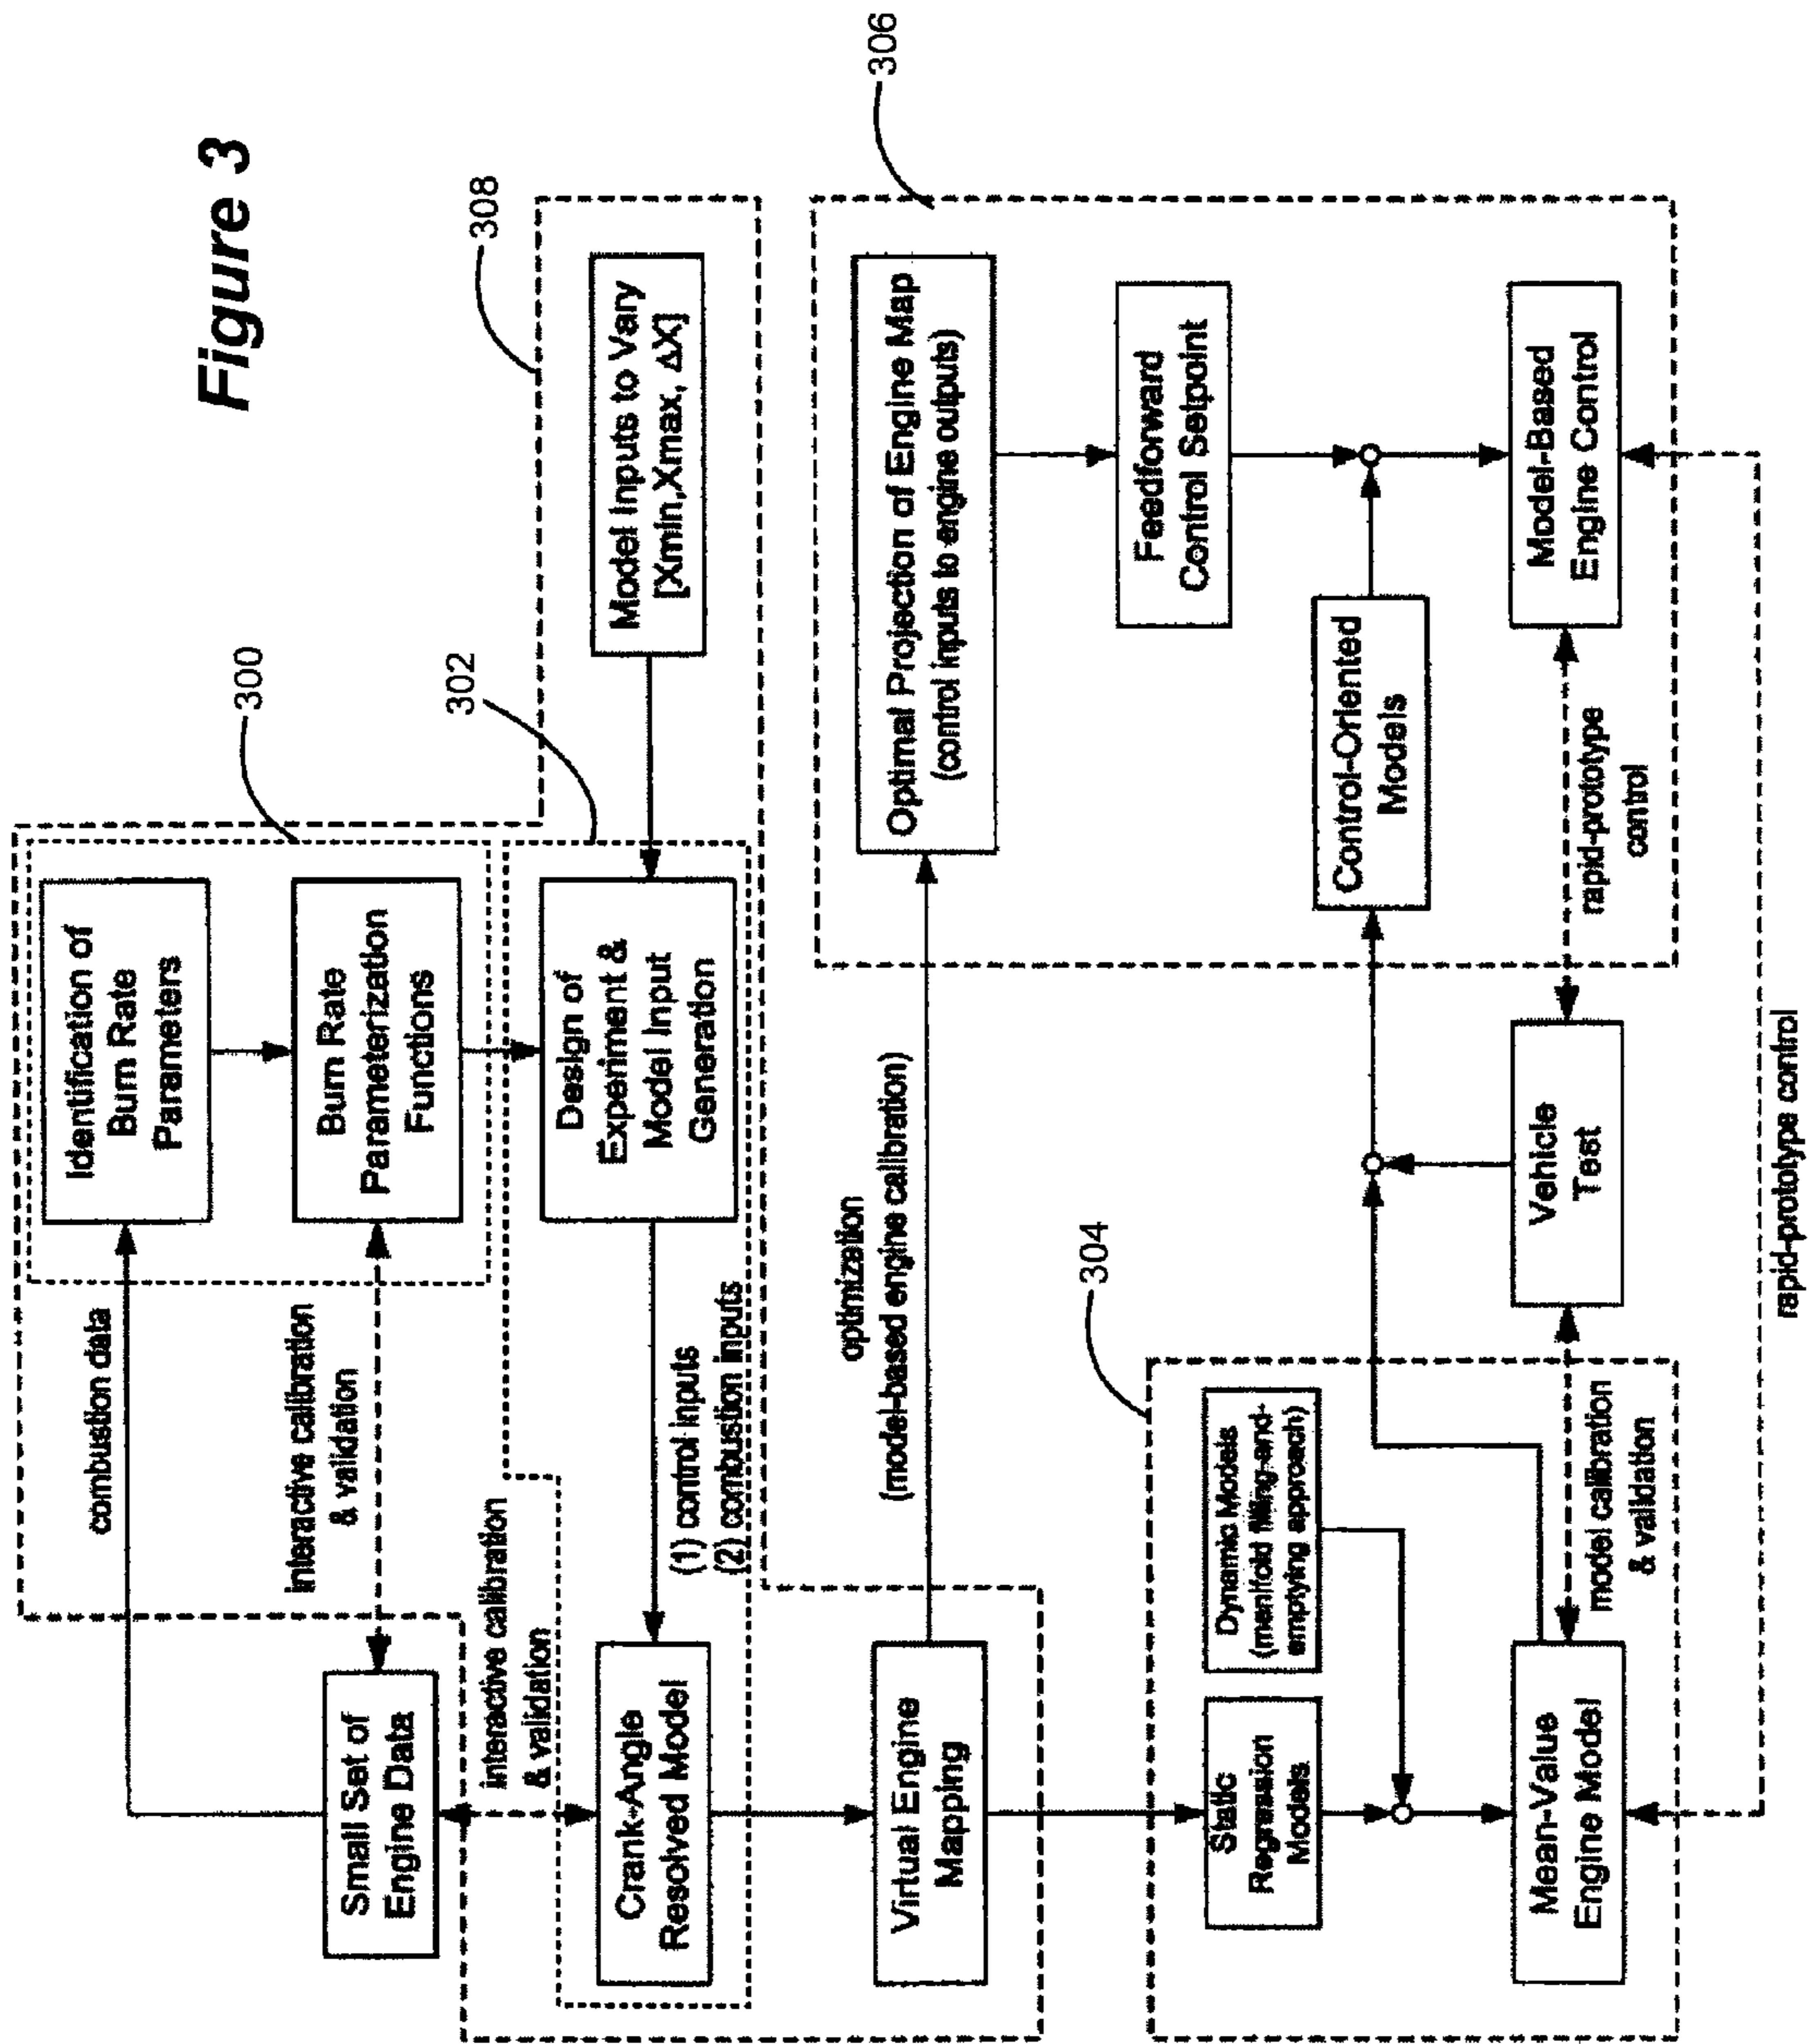 Figure 3
Small Set of
Engine Data
combustion data
Identification of
Burn Rate
Parameters
300
interactive calibration
& validation
Burn Rate
Parameterization
Functions
302
308
interactive calibration
& validation
Crank-Angle
Resolved Model
(1) control inputs
(2) combustion inputs
Design of
Experiment &
Model Input
Generation
Model Inputs to Vary
[Xmin,Xmax, ΔX]
Virtual Engine
Mapping
optimization
(model-based engine calibration)
Optimal Projection of Engine Map
(control inputs to engine outputs)
306
304
Static
Regression
Models
Dynamic Models
(menifold filling-and-
emptying approach)
Feedforward
Control Setpoint
Control-Oriented
Models
Mean-Value
Engine Model
model calibration
& validation
Vehicle
Test
rapid-prototype
control
Model-Based
Engine Control
rapid-prototype control